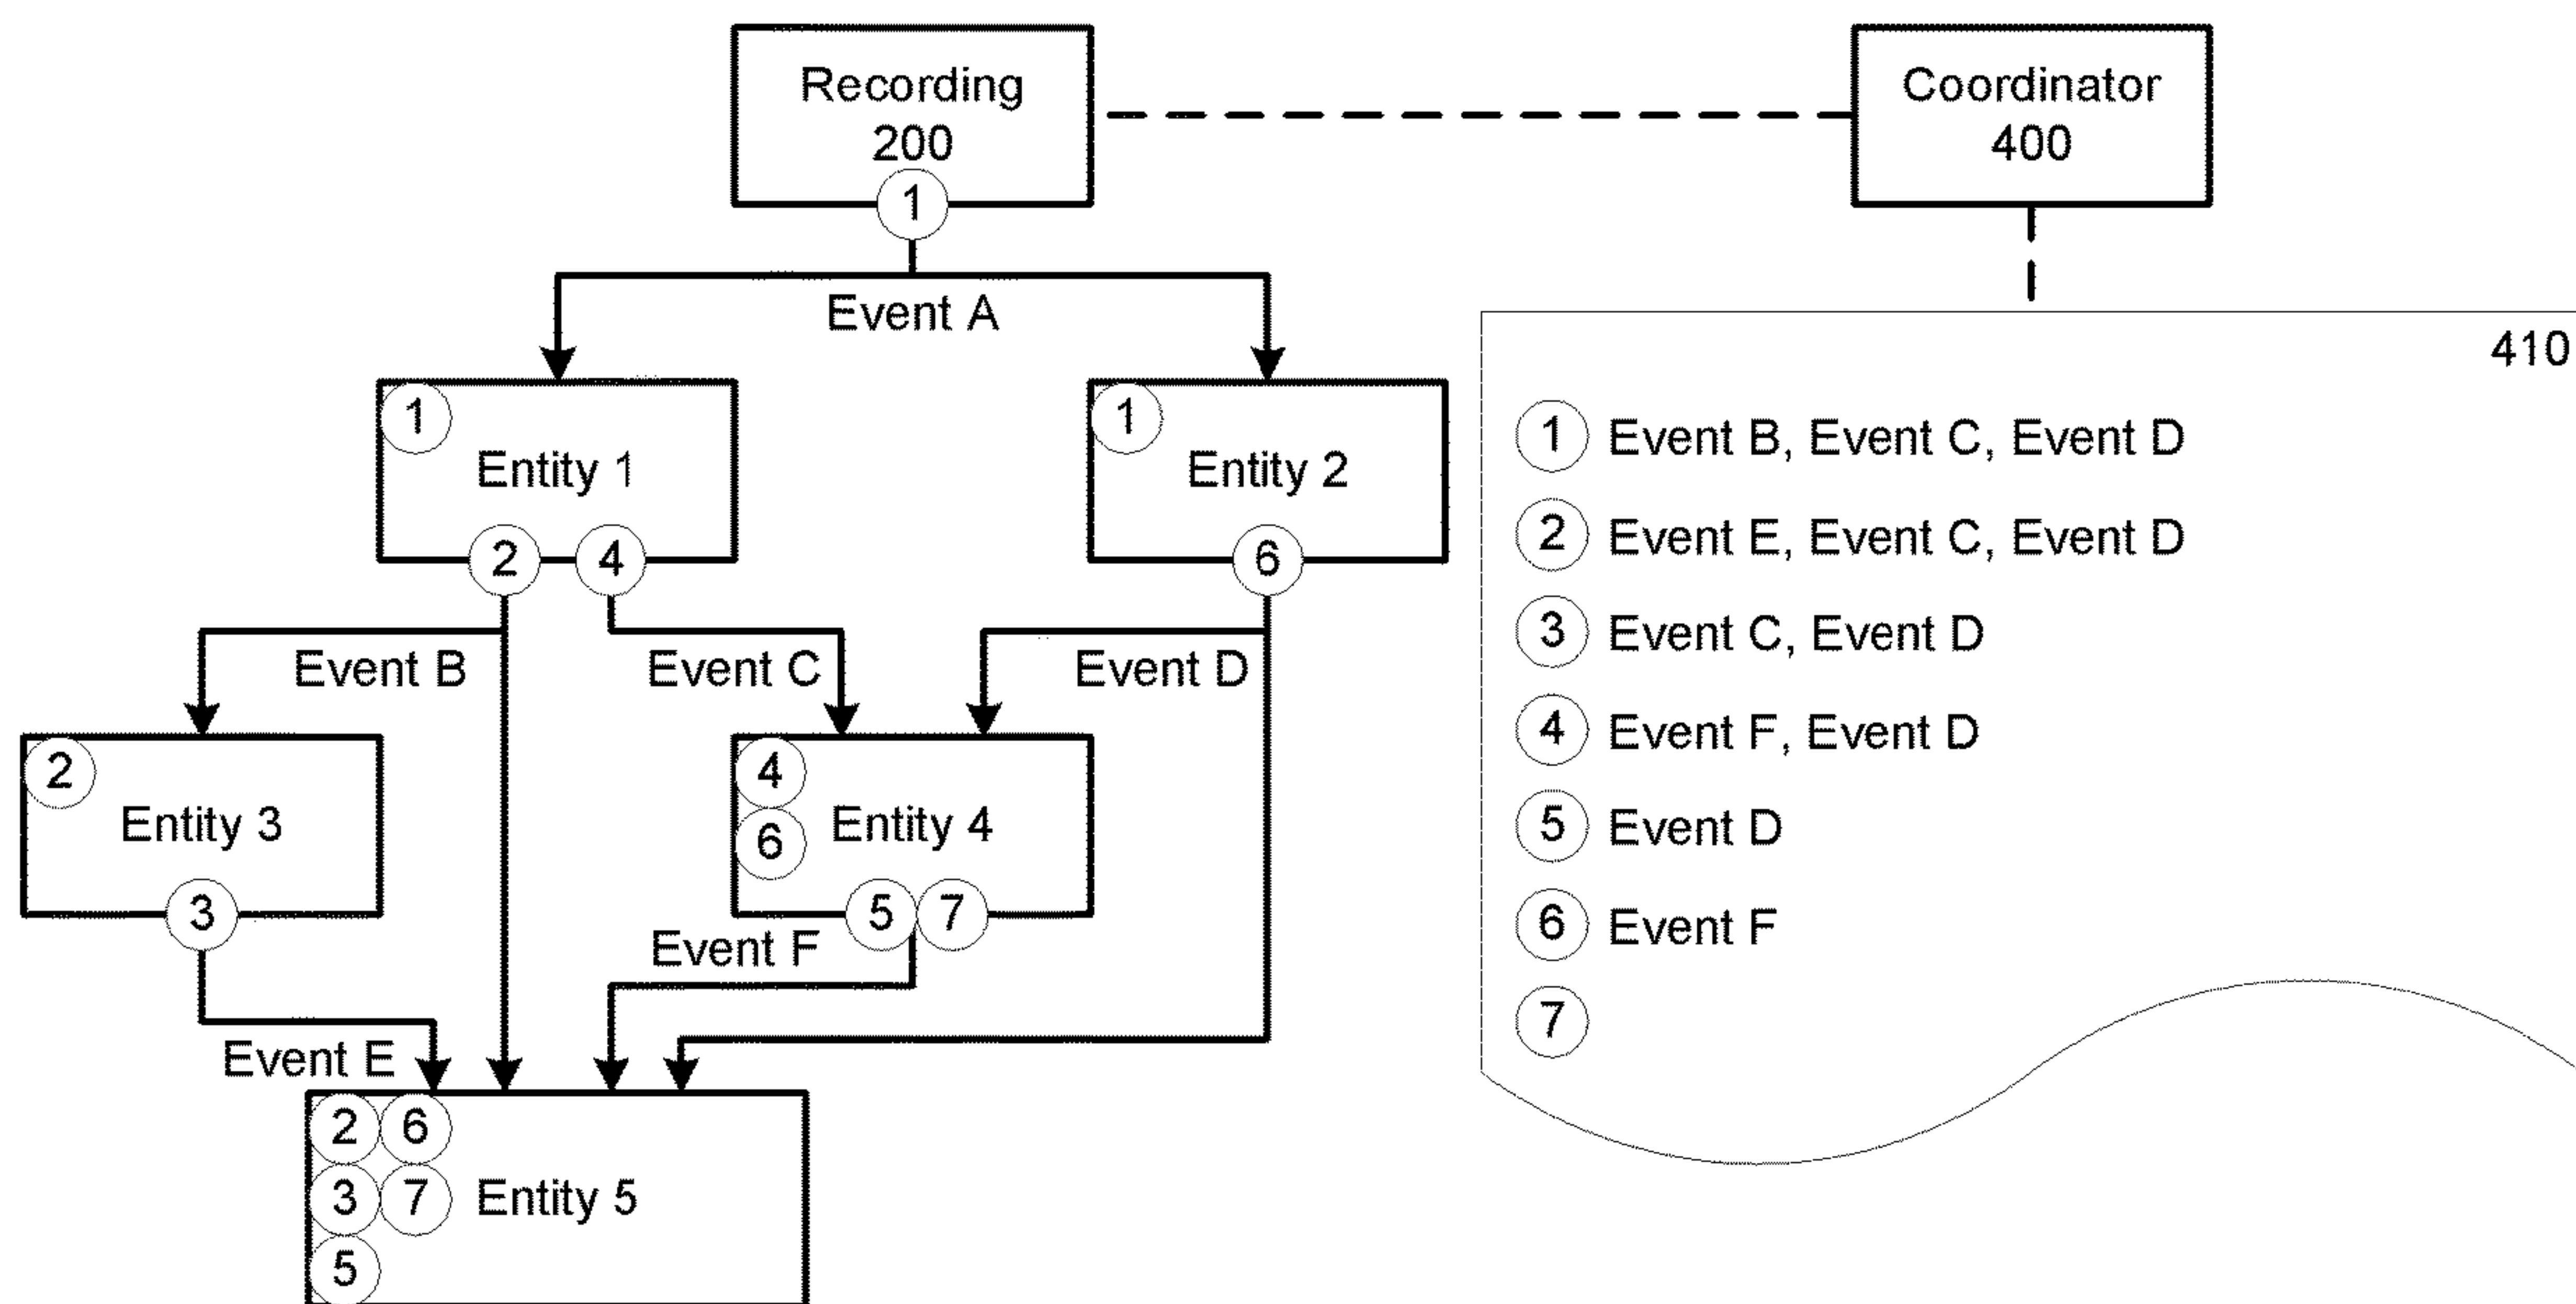 Recording
200
1
Coordinator
400
Event A
410
1
Entity 1
2
4
1
Entity 2
6
Event B
Event C
Event D
2
Entity 3
3
4
6
Entity 4
5
7
Event F
Event E
2
6
3
7
Entity 5
5
1 Event B, Event C, Event D
2 Event E, Event C, Event D
3 Event C, Event D
4 Event F, Event D
5 Event D
6 Event F
7